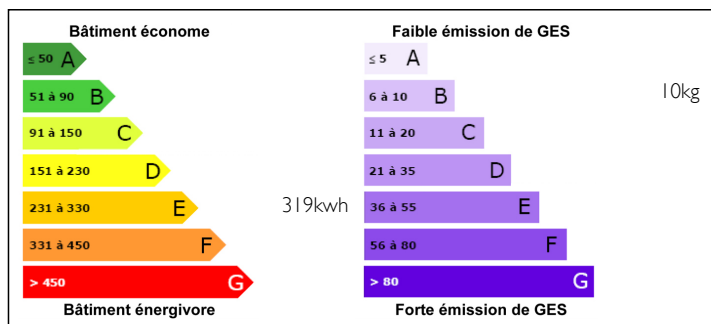 Bâtiment économe
≤ 50 A
51 à 90 B
91 à 150 C
151 à 230 D
231 à 330 E
319kwh
331 à 450 F
> 450 G
Bâtiment énergivore
Faible émission de GES
≤ 5 A
6 à 10 B
10kg
11 à 20 C
21 à 35 D
36 à 55 E
56 à 80 F
> 80 G
Forte émission de GES